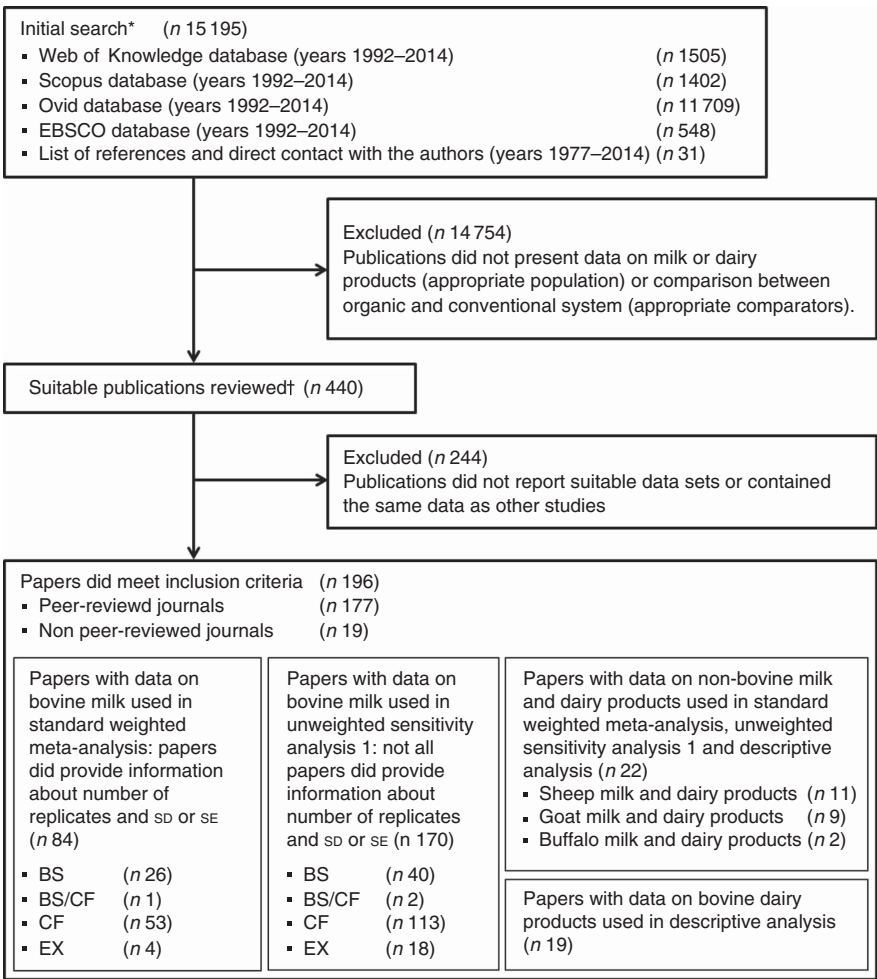 Initial search* (n 15 195)
▪ Web of Knowledge database (years 1992–2014) (n 1505)
▪ Scopus database (years 1992–2014) (n 1402)
▪ Ovid database (years 1992–2014) (n 11 709)
▪ EBSCO database (years 1992–2014) (n 548)
▪ List of references and direct contact with the authors (years 1977–2014) (n 31)
Excluded (n 14 754)
Publications did not present data on milk or dairy
products (appropriate population) or comparison between
organic and conventional system (appropriate comparators).
Suitable publications reviewed† (n 440)
Excluded (n 244)
Publications did not report suitable data sets or contained
the same data as other studies
Papers did meet inclusion criteria (n 196)
▪ Peer-reviewd journals (n 177)
▪ Non peer-reviewed journals (n 19)
Papers with data on
bovine milk used in
standard weighted
meta-analysis: papers
did provide information
about number of
replicates and SD or SE
(n 84)
▪ BS (n 26)
▪ BS/CF (n 1)
▪ CF (n 53)
▪ EX (n 4)
Papers with data on
bovine milk used in
unweighted sensitivity
analysis 1: not all
papers did provide
information about
number of replicates
and SD or SE (n 170)
▪ BS (n 40)
▪ BS/CF (n 2)
▪ CF (n 113)
▪ EX (n 18)
Papers with data on non-bovine milk
and dairy products used in standard
weighted meta-analysis, unweighted
sensitivity analysis 1 and descriptive
analysis (n 22)
▪ Sheep milk and dairy products (n 11)
▪ Goat milk and dairy products (n 9)
▪ Buffalo milk and dairy products (n 2)
Papers with data on bovine dairy
products used in descriptive analysis
(n 19)